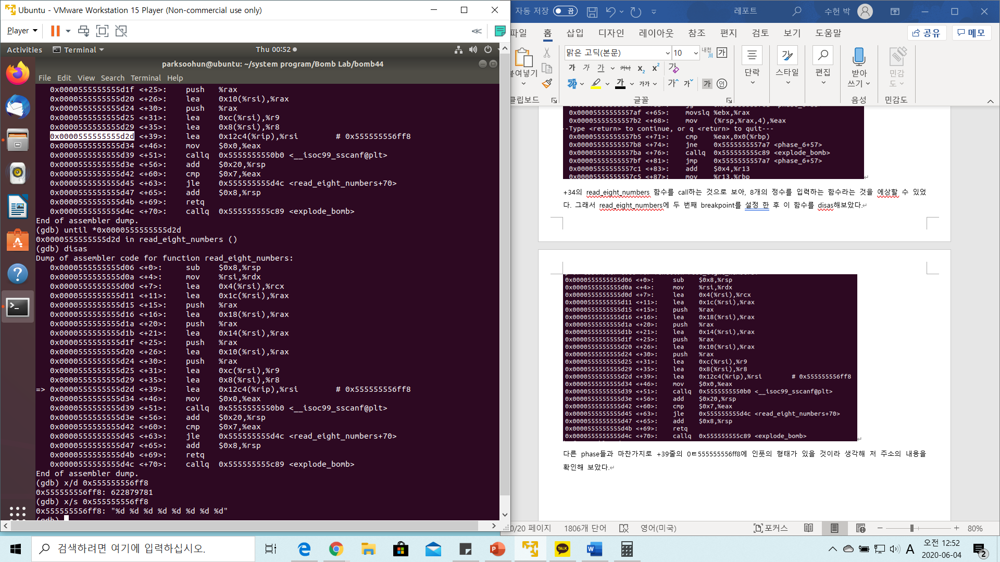 Ubuntu - VMware Workstation 15 Player (Non-commercial use only)
Player
Activities
Terminal
Thu 00:52
parksoohun@ubuntu: ~/system program/Bomb Lab/bomb44
File Edit View Search Terminal Help
0x0000555555555d1f <+25>: push %rax
0x0000555555555d20 <+26>: lea 0x10(%rsi),%rax
0x0000555555555d24 <+30>: push %rax
0x0000555555555d25 <+31>: lea 0xc(%rsi),%r9
0x0000555555555d29 <+35>: lea 0x8(%rsi),%r8
0x0000555555555d2d <+39>: lea 0x12c4(%rip),%rsi # 0x555555556ff8
0x0000555555555d34 <+46>: mov $0x0,%eax
0x0000555555555d39 <+51>: callq 0x5555555550b0 <__isoc99_sscanf@plt>
0x0000555555555d3e <+56>: add $0x20,%rsp
0x0000555555555d42 <+60>: cmp $0x7,%eax
0x0000555555555d45 <+63>: jle 0x555555555d4c <read_eight_numbers+70>
0x0000555555555d47 <+65>: add $0x8,%rsp
0x0000555555555d4b <+69>: retq
0x0000555555555d4c <+70>: callq 0x555555555c89 <explode_bomb>
End of assembler dump.
(gdb) until *0x0000555555555d2d
0x0000555555555d2d in read_eight_numbers ()
(gdb) disas
Dump of assembler code for function read_eight_numbers:
0x0000555555555d06 <+0>: sub $0x8,%rsp
0x0000555555555d0a <+4>: mov %rsi,%rdx
0x0000555555555d0d <+7>: lea 0x4(%rsi),%rcx
0x0000555555555d11 <+11>: lea 0x1c(%rsi),%rax
0x0000555555555d15 <+15>: push %rax
0x0000555555555d16 <+16>: lea 0x18(%rsi),%rax
0x0000555555555d1a <+20>: push %rax
0x0000555555555d1b <+21>: lea 0x14(%rsi),%rax
0x0000555555555d1f <+25>: push %rax
0x0000555555555d20 <+26>: lea 0x10(%rsi),%rax
0x0000555555555d24 <+30>: push %rax
0x0000555555555d25 <+31>: lea 0xc(%rsi),%r9
0x0000555555555d29 <+35>: lea 0x8(%rsi),%r8
=> 0x0000555555555d2d <+39>: lea 0x12c4(%rip),%rsi # 0x555555556ff8
0x0000555555555d34 <+46>: mov $0x0,%eax
0x0000555555555d39 <+51>: callq 0x5555555550b0 <__isoc99_sscanf@plt>
0x0000555555555d3e <+56>: add $0x20,%rsp
0x0000555555555d42 <+60>: cmp $0x7,%eax
0x0000555555555d45 <+63>: jle 0x555555555d4c <read_eight_numbers+70>
0x0000555555555d47 <+65>: add $0x8,%rsp
0x0000555555555d4b <+69>: retq
0x0000555555555d4c <+70>: callq 0x555555555c89 <explode_bomb>
End of assembler dump.
(gdb) x/d 0x555555556ff8
0x555555556ff8: 622879781
(gdb) x/s 0x555555556ff8
0x555555556ff8: "%d %d %d %d %d %d %d %d"
(gdb)
자동 저장 끔
레포트
수헌 박
파일 홈 삽입 디자인 레이아웃 참조 편지 검토 보기 도움말
공유 메모
붙여넣기
맑은 고딕(본문) 10
단락
스타일
편집
받아쓰기
민감도
클립보드 글꼴 음성 민감도
0x00005555555557af <+65>: movslq %ebx,%rax
0x00005555555557b2 <+68>: mov (%rsp,%rax,4),%eax
--Type <return> to continue, or q <return> to quit---
0x00005555555557b5 <+71>: cmp %eax,0x0(%rbp)
0x00005555555557b8 <+74>: jne 0x5555555557a7 <phase_6+57>
0x00005555555557ba <+76>: callq 0x555555555c89 <explode_bomb>
0x00005555555557bf <+81>: jmp 0x5555555557a7 <phase_6+57>
0x00005555555557c1 <+83>: add $0x4,%r13
0x00005555555557c5 <+87>: mov %r13,%rbp
+34의 read_eight_numbers 함수를 call하는 것으로 보아, 8개의 정수를 입력하는 함수라는 것을 에상할 수 있었
다. 그래서 read_eight_numbers에 두 번째 breakpoint를 설정 한 후 이 함수를 disas해보았다.
0x0000555555555d06 <+0>: sub $0x8,%rsp
0x0000555555555d0a <+4>: mov %rsi,%rdx
0x0000555555555d0d <+7>: lea 0x4(%rsi),%rcx
0x0000555555555d11 <+11>: lea 0x1c(%rsi),%rax
0x0000555555555d15 <+15>: push %rax
0x0000555555555d16 <+16>: lea 0x18(%rsi),%rax
0x0000555555555d1a <+20>: push %rax
0x0000555555555d1b <+21>: lea 0x14(%rsi),%rax
0x0000555555555d1f <+25>: push %rax
0x0000555555555d20 <+26>: lea 0x10(%rsi),%rax
0x0000555555555d24 <+30>: push %rax
0x0000555555555d25 <+31>: lea 0xc(%rsi),%r9
0x0000555555555d29 <+35>: lea 0x8(%rsi),%r8
0x0000555555555d2d <+39>: lea 0x12c4(%rip),%rsi # 0x555555556ff8
0x0000555555555d34 <+46>: mov $0x0,%eax
0x0000555555555d39 <+51>: callq 0x5555555550b0 <__isoc99_sscanf@plt>
0x0000555555555d3e <+56>: add $0x20,%rsp
0x0000555555555d42 <+60>: cmp $0x7,%eax
0x0000555555555d45 <+63>: jle 0x555555555d4c <read_eight_numbers+70>
0x0000555555555d47 <+65>: add $0x8,%rsp
0x0000555555555d4b <+69>: retq
0x0000555555555d4c <+70>: callq 0x555555555c89 <explode_bomb>
다른 phase들과 마찬가지로 +39줄의 0ㅌ555555556ff8에 인풋의 형태가 있을 것이라 생각해 저 주소의 내용을
확인해 보았다.
0/20 페이지 1806개 단어 영어(미국) 포커스 80%
검색하려면 여기에 입력하십시오.
TALK
A
오전 12:52
2020-06-04
2